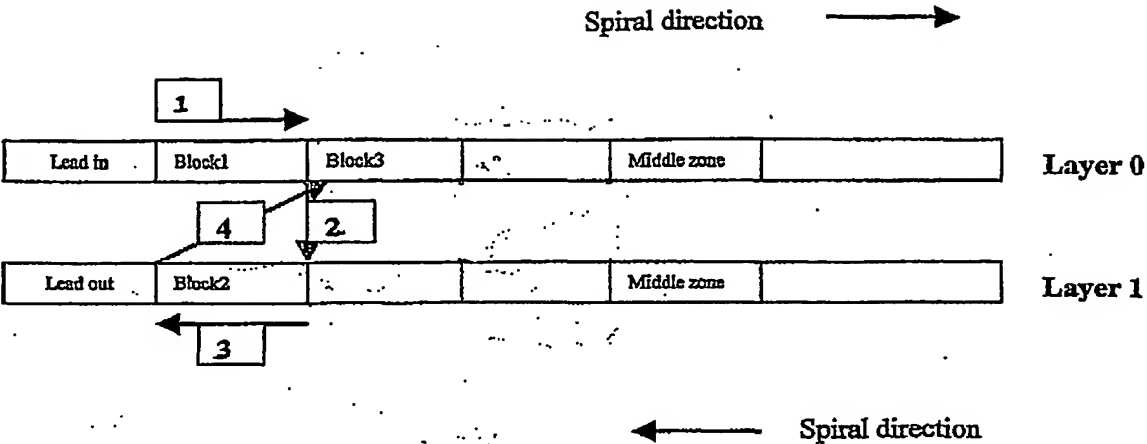 Spiral direction
1
Lead in Block1 Block3 Middle zone Layer 0
4 2
Lead out Block2 Middle zone Layer 1
3
Spiral direction